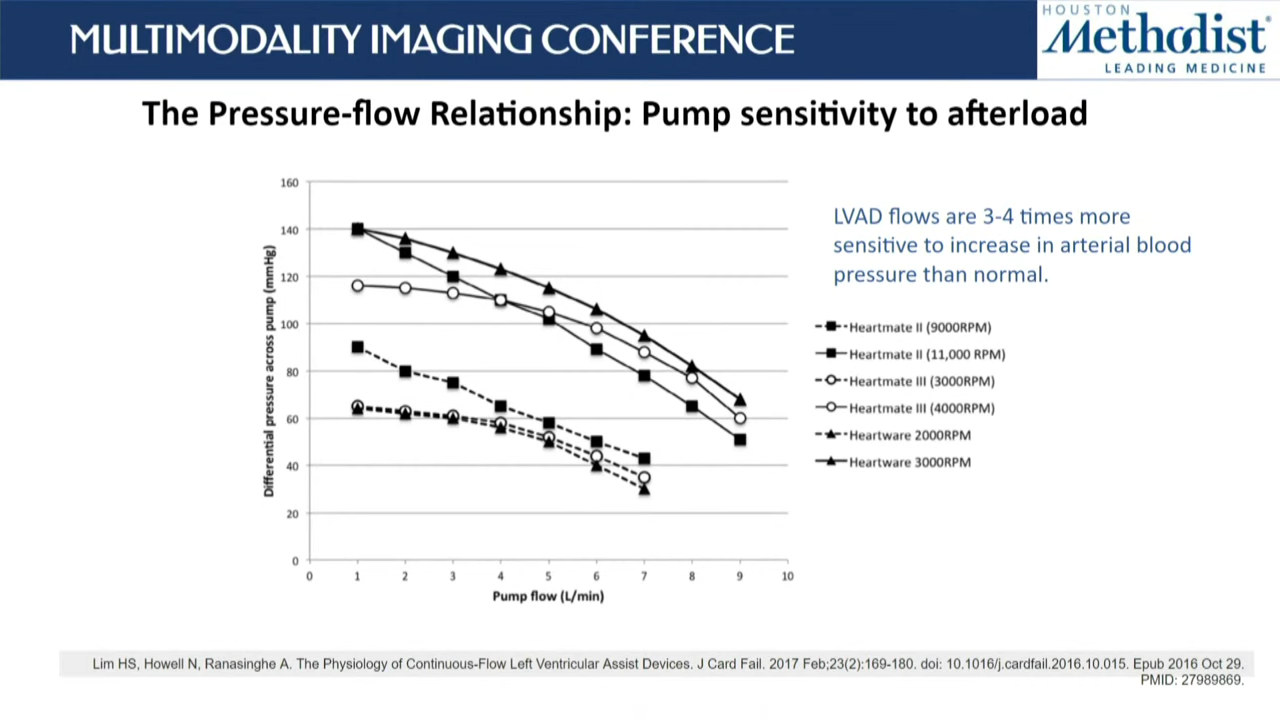 MULTIMODALITY IMAGING CONFERENCE
HOUSTON
Methodist
LEADING MEDICINE
The Pressure-flow Relationship: Pump sensitivity to afterload
Differential pressure across pump (mmHg)
160
140
120
100
80
60
40
20
0
0 1 2 3 4 5 6 7 8 9 10
Pump flow (L/min)
LVAD flows are 3-4 times more
sensitive to increase in arterial blood
pressure than normal.
Heartmate II (9000RPM)
Heartmate II (11,000 RPM)
Heartmate III (3000RPM)
Heartmate III (4000RPM)
Heartware 2000RPM
Heartware 3000RPM
Lim HS, Howell N, Ranasinghe A. The Physiology of Continuous-Flow Left Ventricular Assist Devices. J Card Fail. 2017 Feb;23(2):169-180. doi: 10.1016/j.cardfail.2016.10.015. Epub 2016 Oct 29.
PMID: 27989869.